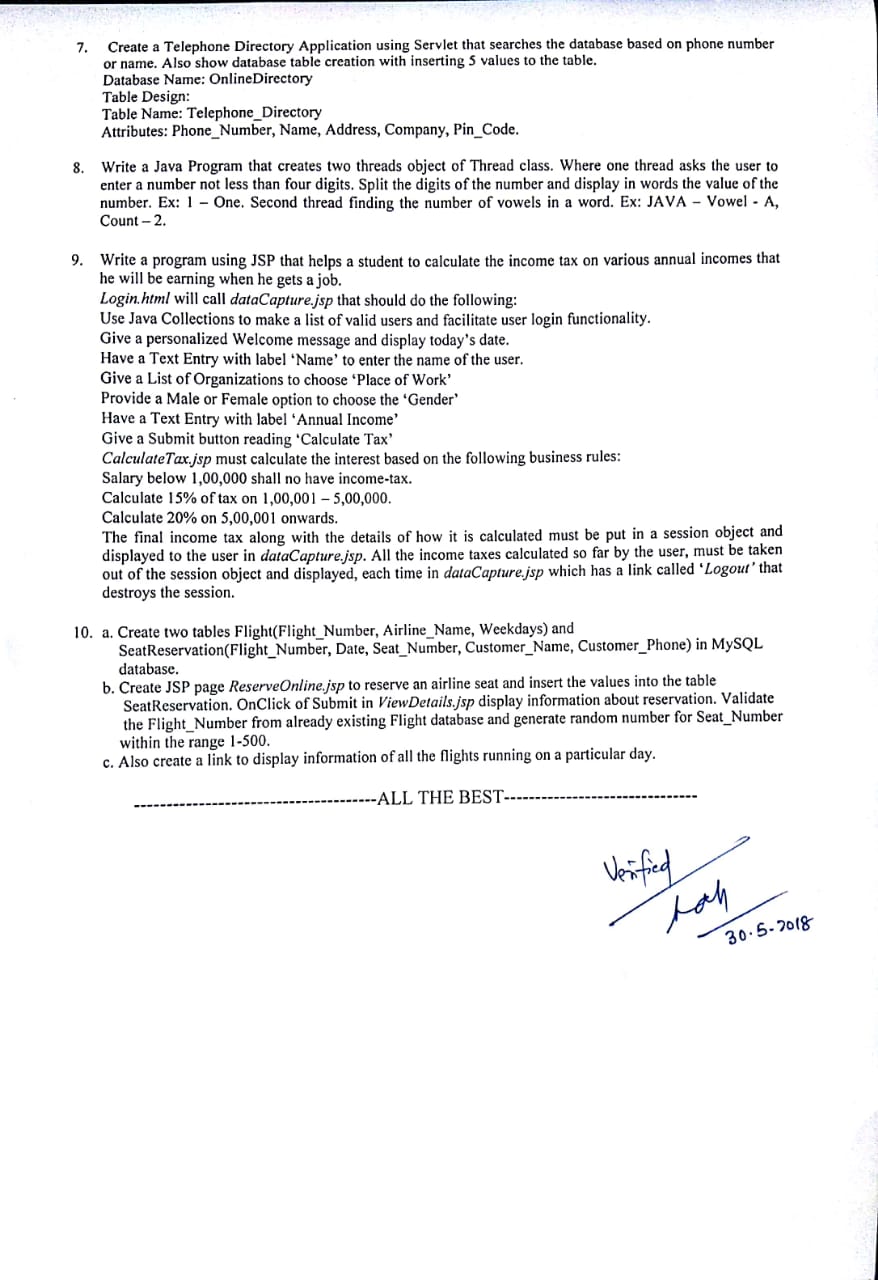 7. Create a Telephone Directory Application using Servlet that searches the database based on phone number
or name. Also show database table creation with inserting 5 values to the table.
Database Name: OnlineDirectory
Table Design:
Table Name: Telephone_Directory
Attributes: Phone_Number, Name, Address, Company, Pin_Code.
8. Write a Java Program that creates two threads object of Thread class. Where one thread asks the user to
enter a number not less than four digits. Split the digits of the number and display in words the value of the
number. Ex: 1 – One. Second thread finding the number of vowels in a word. Ex: JAVA – Vowel - A,
Count – 2.
9. Write a program using JSP that helps a student to calculate the income tax on various annual incomes that
he will be earning when he gets a job.
Login.html will call dataCapture.jsp that should do the following:
Use Java Collections to make a list of valid users and facilitate user login functionality.
Give a personalized Welcome message and display today's date.
Have a Text Entry with label 'Name' to enter the name of the user.
Give a List of Organizations to choose 'Place of Work'
Provide a Male or Female option to choose the 'Gender'
Have a Text Entry with label 'Annual Income'
Give a Submit button reading 'Calculate Tax'
CalculateTax.jsp must calculate the interest based on the following business rules:
Salary below 1,00,000 shall no have income-tax.
Calculate 15% of tax on 1,00,001 – 5,00,000.
Calculate 20% on 5,00,001 onwards.
The final income tax along with the details of how it is calculated must be put in a session object and
displayed to the user in dataCapture.jsp. All the income taxes calculated so far by the user, must be taken
out of the session object and displayed, each time in dataCapture.jsp which has a link called 'Logout' that
destroys the session.
10. a. Create two tables Flight(Flight_Number, Airline_Name, Weekdays) and
SeatReservation(Flight_Number, Date, Seat_Number, Customer_Name, Customer_Phone) in MySQL
database.
b. Create JSP page ReserveOnline.jsp to reserve an airline seat and insert the values into the table
SeatReservation. OnClick of Submit in ViewDetails.jsp display information about reservation. Validate
the Flight_Number from already existing Flight database and generate random number for Seat_Number
within the range 1-500.
c. Also create a link to display information of all the flights running on a particular day.
-------------------------------------ALL THE BEST------------------------------
Verified
30.5-2018